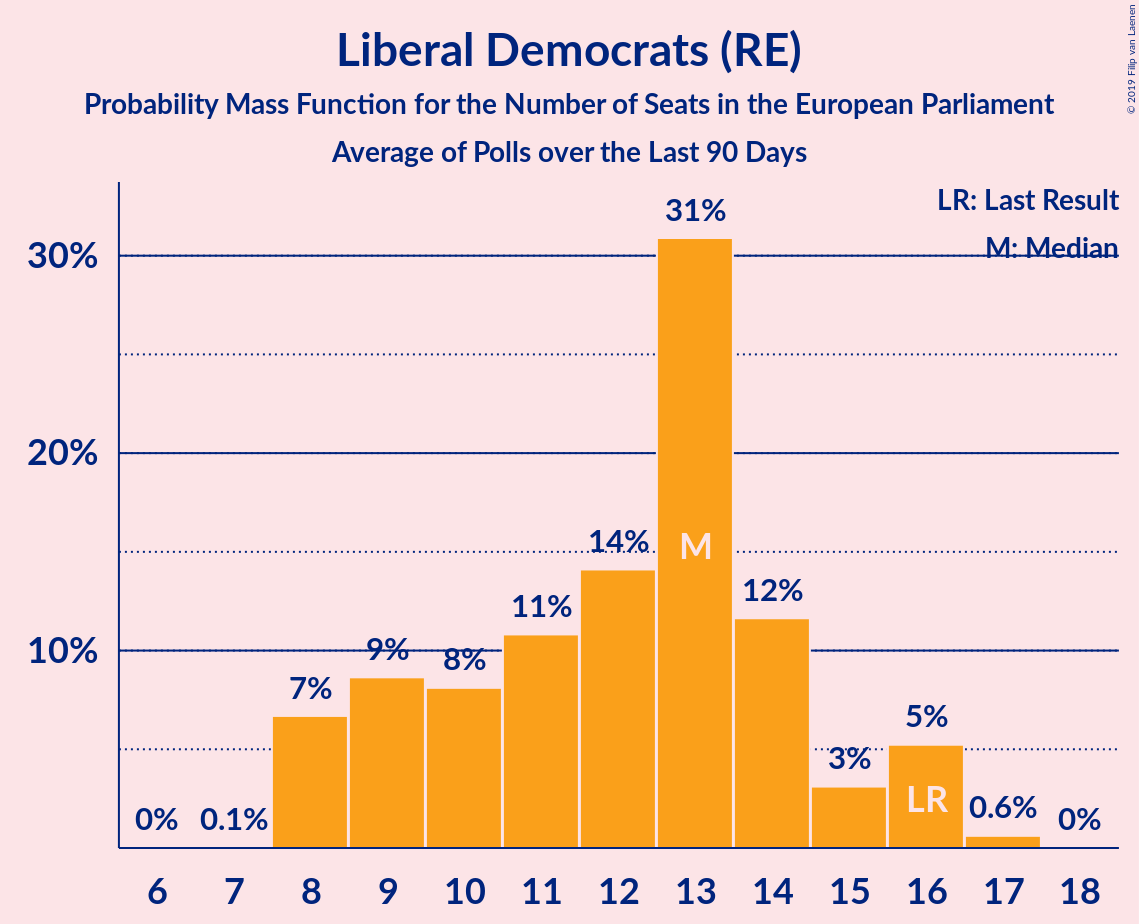 Liberal Democrats (RE)
Probability Mass Function for the Number of Seats in the European Parliament
Average of Polls over the Last 90 Days
© 2019 Filip van Laenen
LR: Last Result
M: Median
30%
20%
10%
0%
0.1%
7%
9%
8%
11%
14%
31%
12%
3%
5%
0.6%
0%
M
LR
6 7 8 9 10 11 12 13 14 15 16 17 18